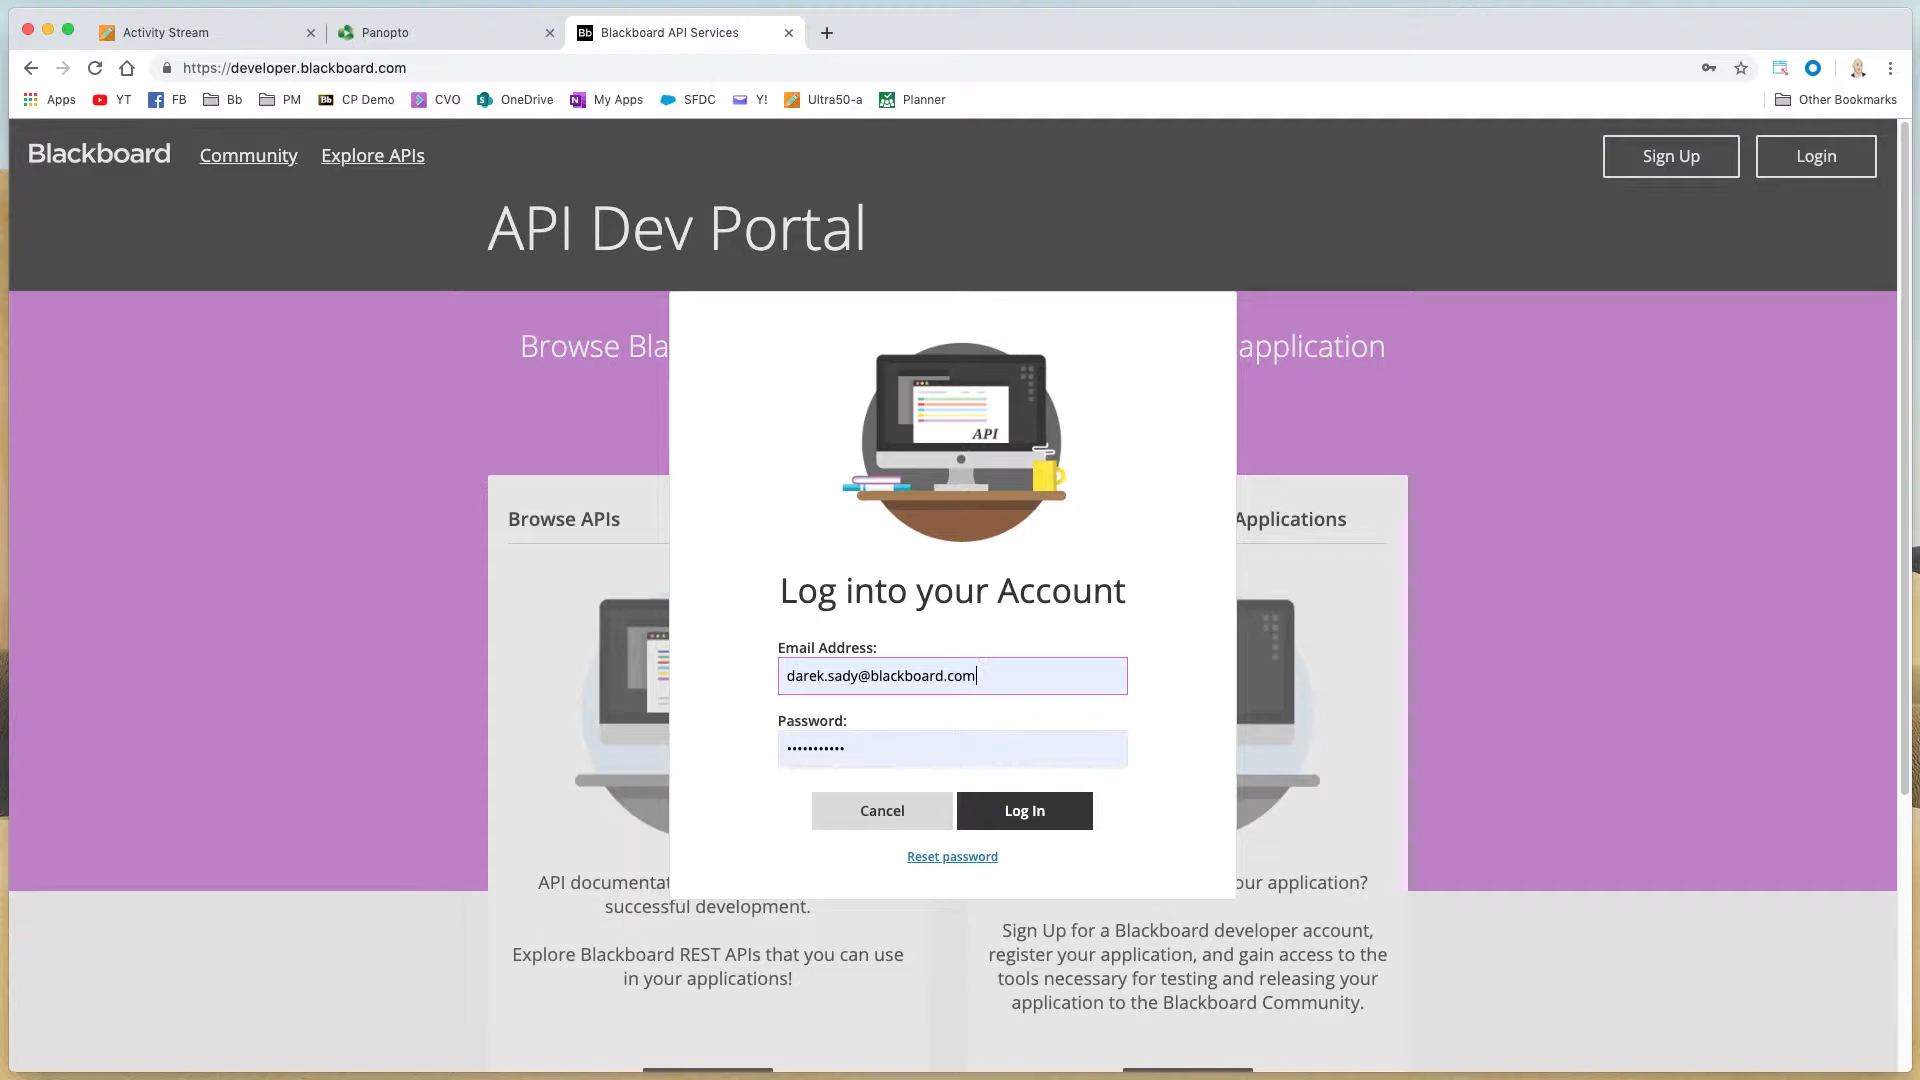 Activity Stream
Panopto
Bb Blackboard API Services
https://developer.blackboard.com
Apps YT FB Bb PM Bb CP Demo CVO OneDrive My Apps SFDC Y! Ultra50-a Planner Other Bookmarks
Blackboard Community Explore APIs Sign Up Login
API Dev Portal
Browse Bla application
API
Browse APIs Applications
Log into your Account
Email Address:
darek.sady@blackboard.com
Password:
•••••••••••
Cancel Log In
Reset password
API documentat
successful development.
Explore Blackboard REST APIs that you can use
in your applications!
our application?
Sign Up for a Blackboard developer account,
register your application, and gain access to the
tools necessary for testing and releasing your
application to the Blackboard Community.